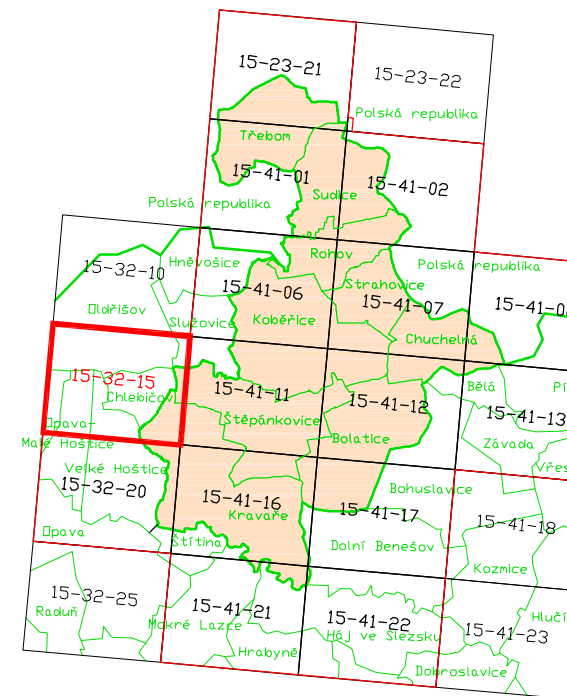 15-23-21
15-23-22
Polská republika
Třebom
15-41-01
15-41-02
Sudice
Polská republika
Rohov
Hněvošice
Polská republika
15-32-10
Strahovice
15-41-06
15-41-07
Oldřišov
Služovice
Kobeřice
Chuchelná
15-32-15
Bělá
15-41-11
Chlebičov
15-41-12
15-41-13
Štěpánkovice
Opava-
Malé Hoštice
Bolatice
Závada
Velké Hoštice
15-32-20
Bohuslavice
15-41-16
Kravaře
15-41-17
15-41-18
Opava
Štítina
Dolní Benešov
Kozmice
15-32-25
Raduň
15-41-21
15-41-22
Mokré Lazce
Háj ve Slezsku
15-41-23
Hrabyně
Dobroslavice